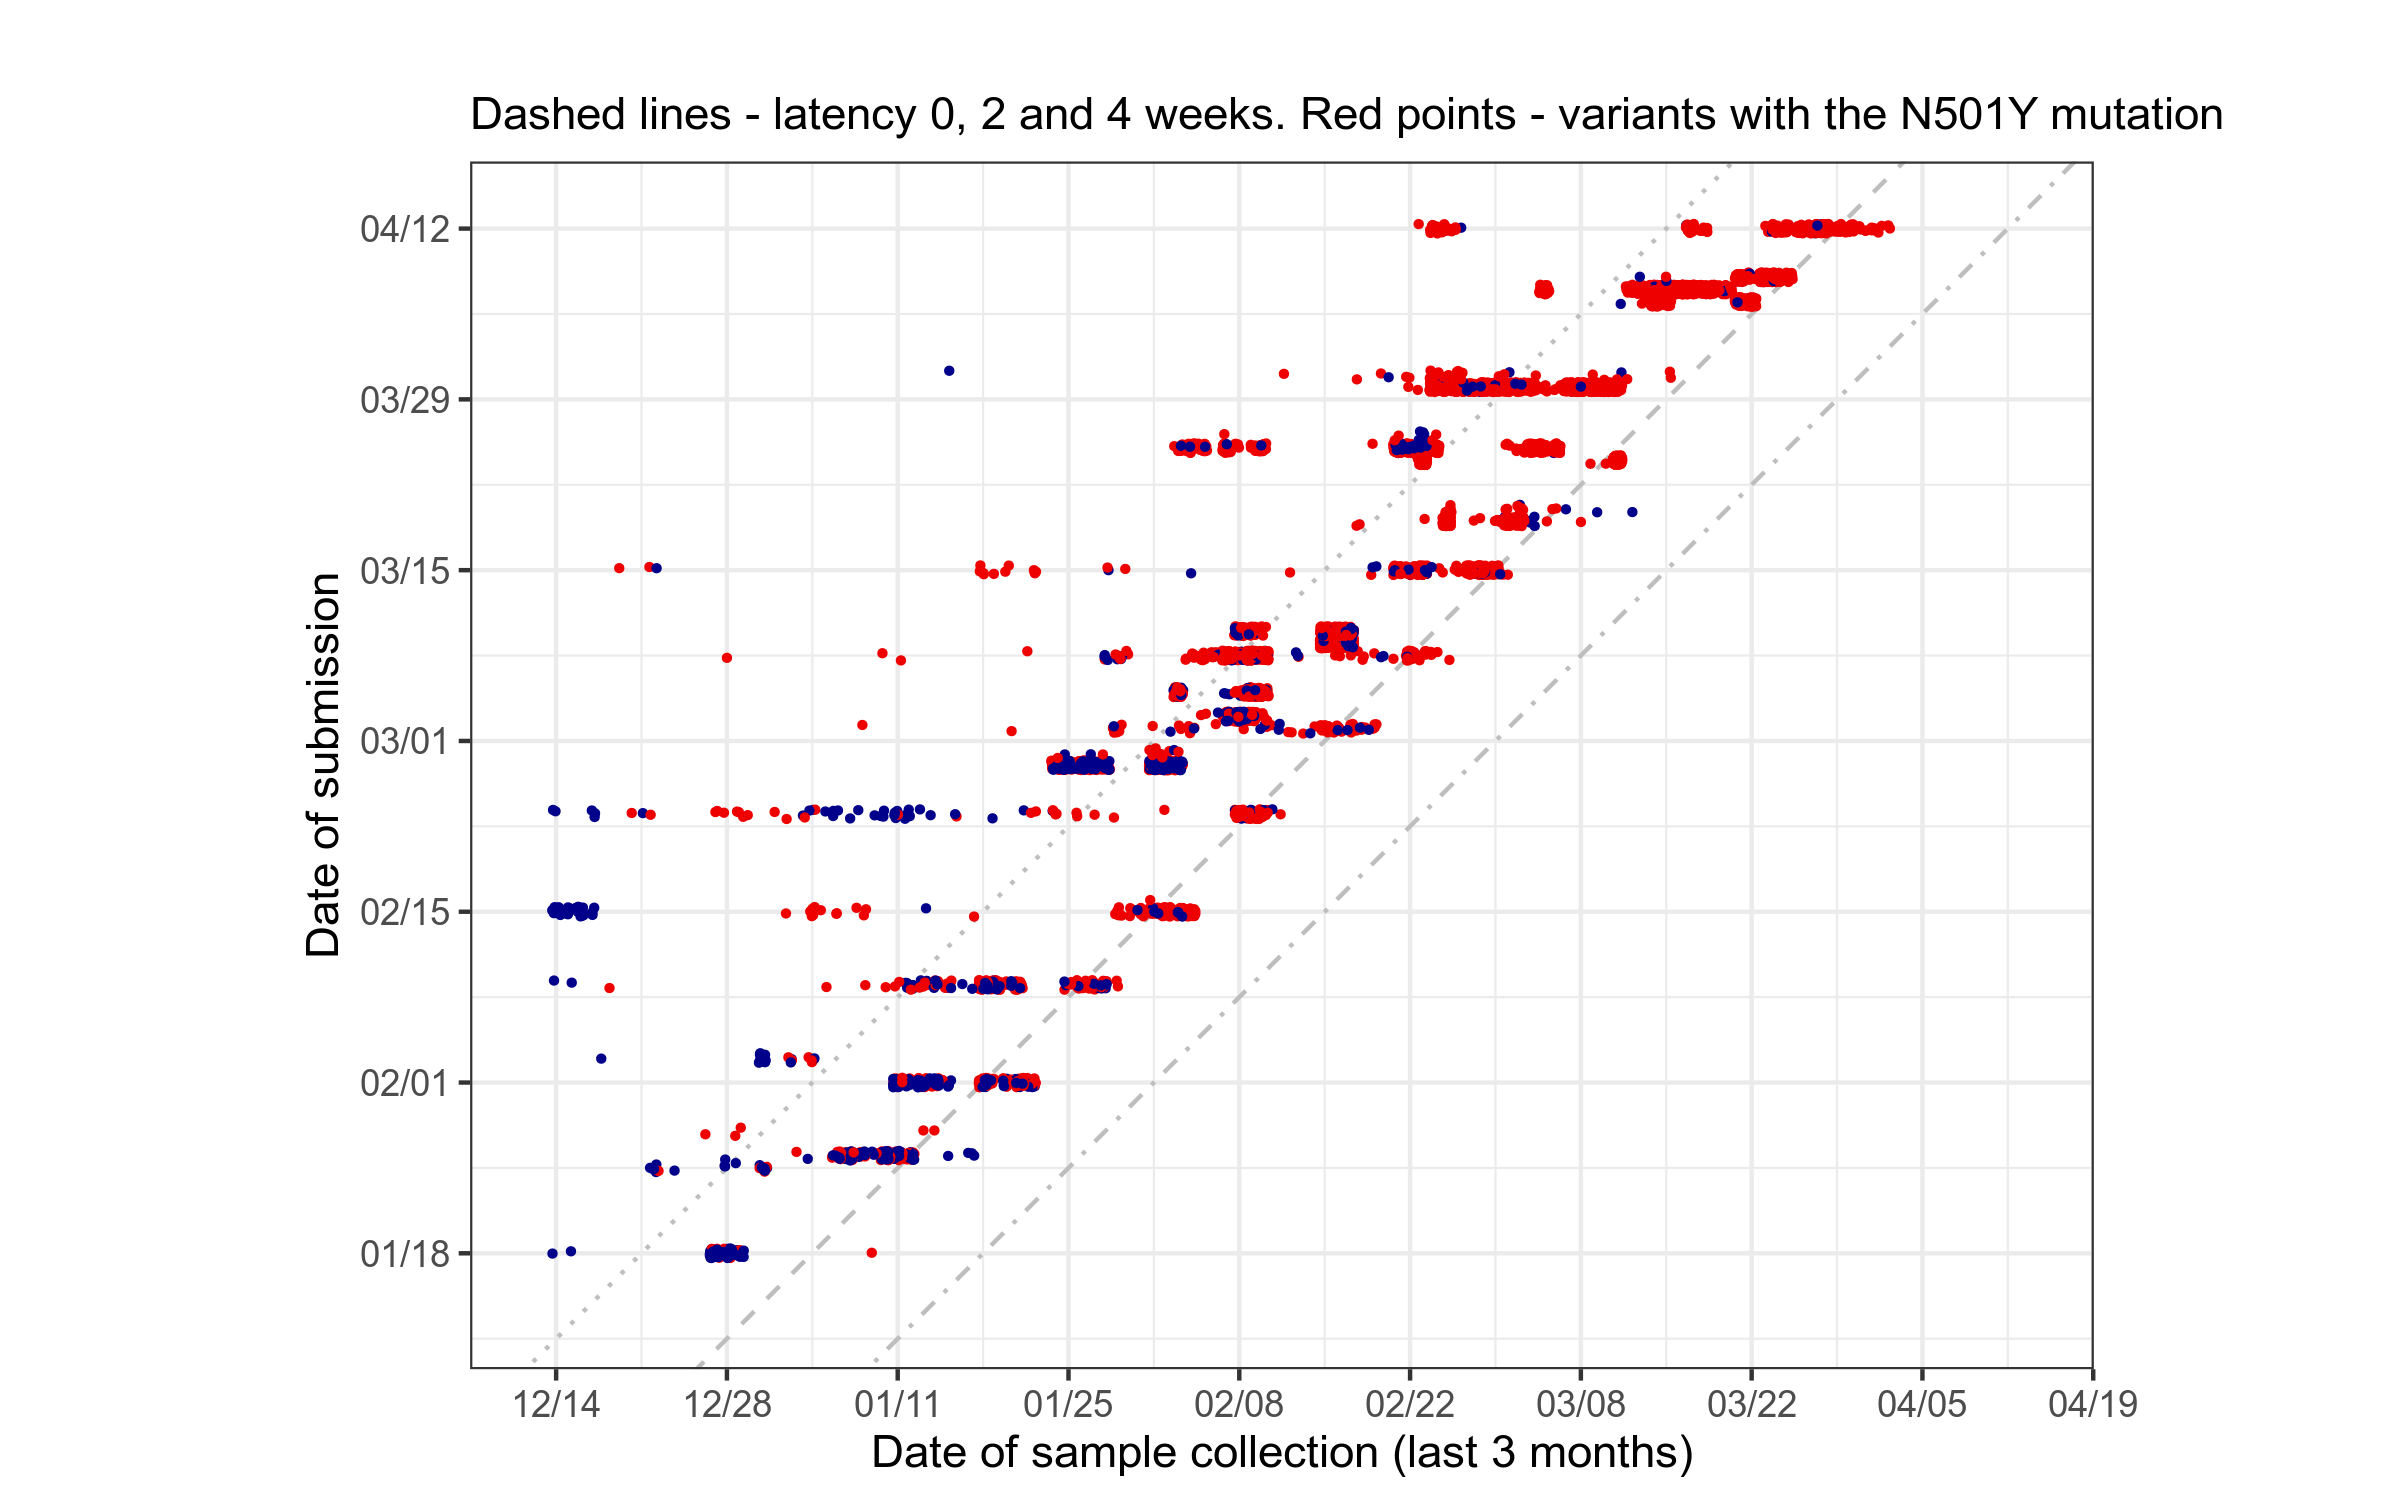 Dashed lines - latency 0, 2 and 4 weeks. Red points - variants with the N501Y mutation
Date of submission
04/12
03/29
03/15
03/01
02/15
02/01
01/18
12/14 12/28 01/11 01/25 02/08 02/22 03/08 03/22 04/05 04/19
Date of sample collection (last 3 months)